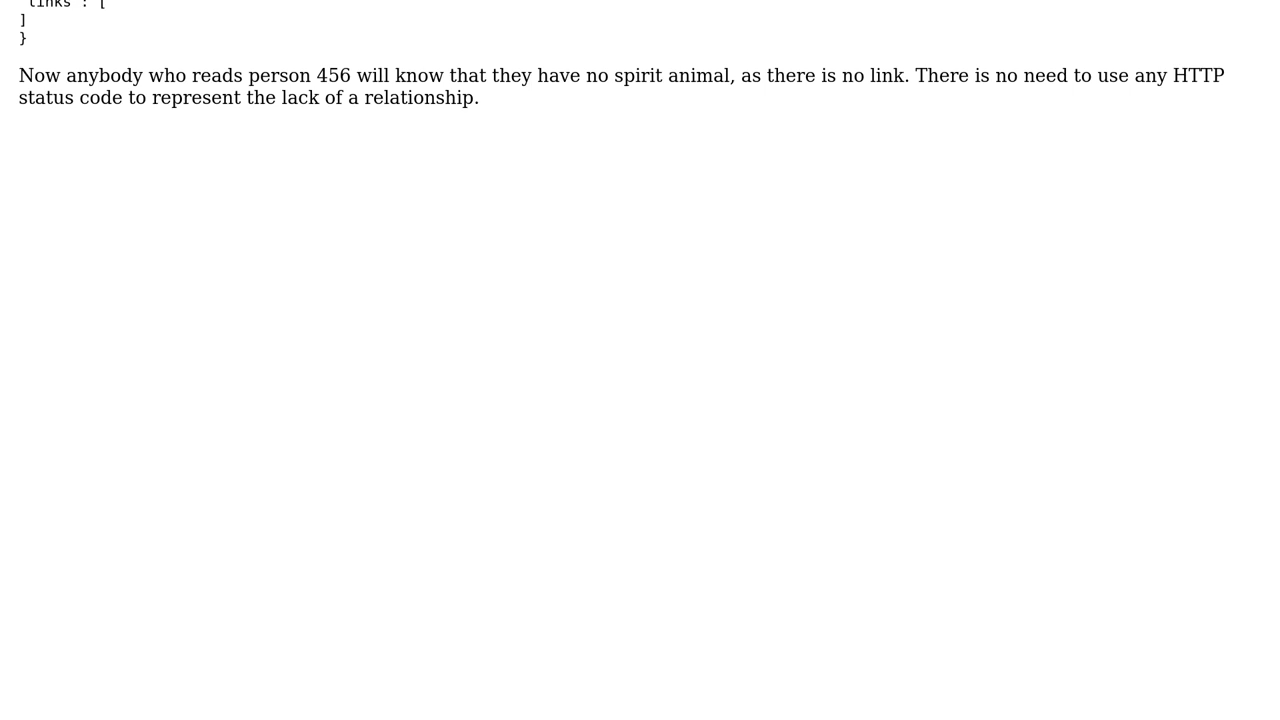 "links": [
]
}
Now anybody who reads person 456 will know that they have no spirit animal, as there is no link. There is no need to use any HTTP
status code to represent the lack of a relationship.